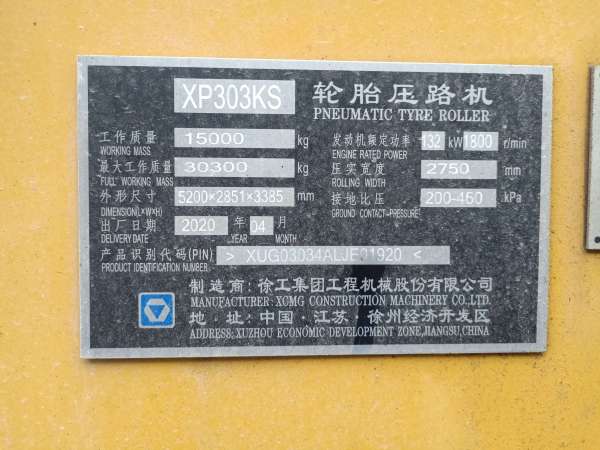 XP303KS 轮胎压路机
PNEUMATIC TYRE ROLLER
工作质量 15000 kg 发动机额定功率 132 kW 1800 r/min
WORKING MASS ENGINE RATED POWER
最大工作质量 30300 kg 压实宽度 2750 mm
FULL WORKING MASS ROLLING WIDTH
外形尺寸 5200×2851×3385 mm 接地比压 200-450 kPa
DIMENSION(L×W×H) GROUND CONTACT-PRESSURE
出厂日期 2020 年 04 月
DELIVERY DATE YEAR MONTH
产品识别代码(PIN) > XUG03034ALJE01920 <
PRODUCT IDENTIFICATION NUMBER
制造商:徐工集团工程机械股份有限公司
MANUFACTURER:XCMG CONSTRUCTION MACHINERY CO.,LTD.
地·址:中国·江苏·徐州经济开发区
ADDRESS:XUZHOU ECONOMIC DEVELOPMENT ZONE,JIANGSU,CHINA